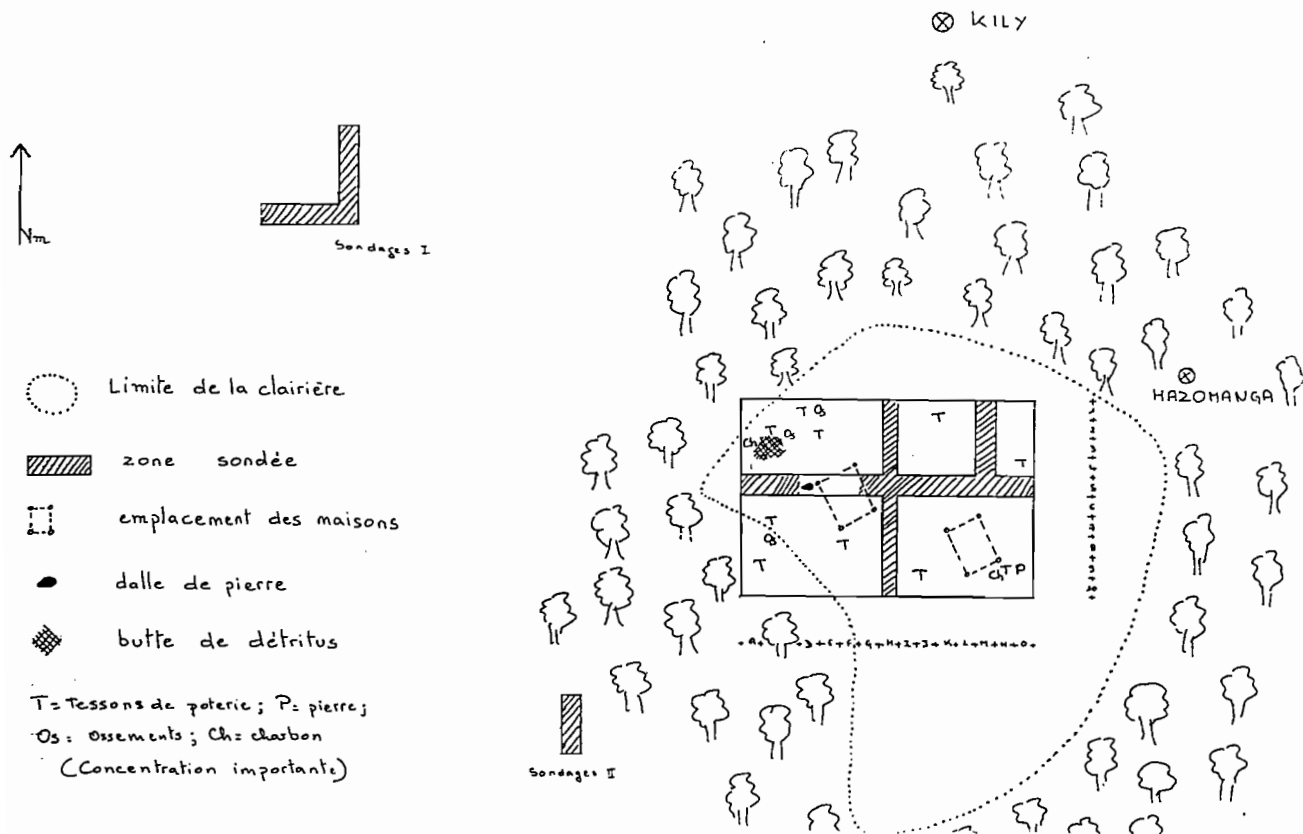 KILY
Nm
Sondages I
Limite de la clairière
HAZOMANGA
zone sondée
emplacement des maisons
dalle de pierre
butte de détritus
T= Tessons de poterie ; P= pierre ;
Os= ossements ; Ch= charbon
(Concentration importante)
Sondages II
T Os
T Os T
Ch
T
T
T
Os
T
T
T
Ch T P